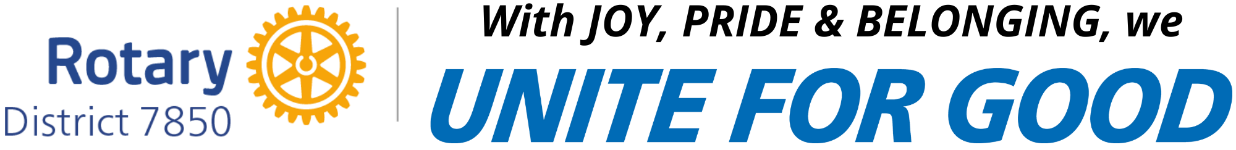 Rotary
District 7850
With JOY, PRIDE & BELONGING, we
UNITE FOR GOOD